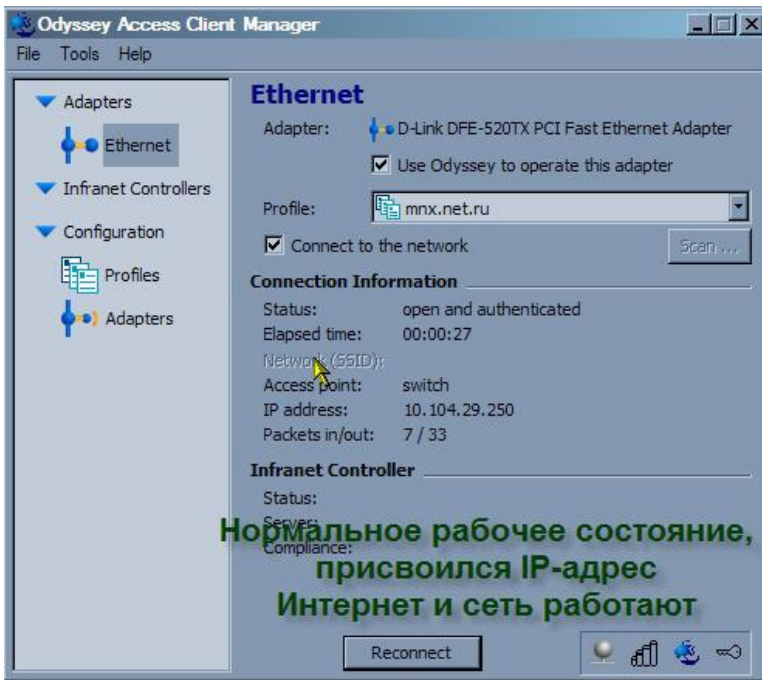 Odyssey Access Client Manager
File Tools Help
Adapters
Ethernet
Infranet Controllers
Configuration
Profiles
Adapters
Ethernet
Adapter: D-Link DFE-520TX PCI Fast Ethernet Adapter
Use Odyssey to operate this adapter
Profile: mnx.net.ru
Connect to the network Scan ...
Connection Information
Status: open and authenticated
Elapsed time: 00:00:27
Network (SSID):
Access point: switch
IP address: 10.104.29.250
Packets in/out: 7 / 33
Infranet Controller
Status:
Server:
Compliance:
Нормальное рабочее состояние,
присвоился IP-адрес
Интернет и сеть работают
Reconnect